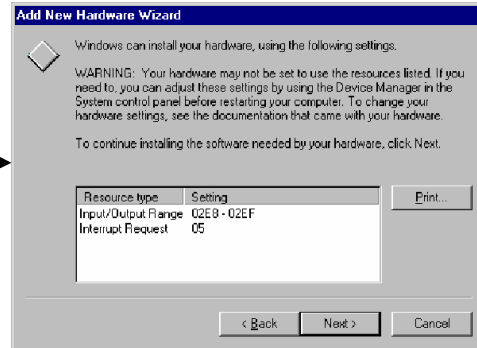 Add New Hardware Wizard
Windows can install your hardware, using the following settings.
WARNING: Your hardware may not be set to use the resources listed. If you
need to, you can adjust these settings by using the Device Manager in the
System control panel before restarting your computer. To change your
hardware settings, see the documentation that came with your hardware.
To continue installing the software needed by your hardware, click Next.
Resource type Setting
Input/Output Range 02E8 - 02EF
Interrupt Request 05
Print...
< Back Next > Cancel